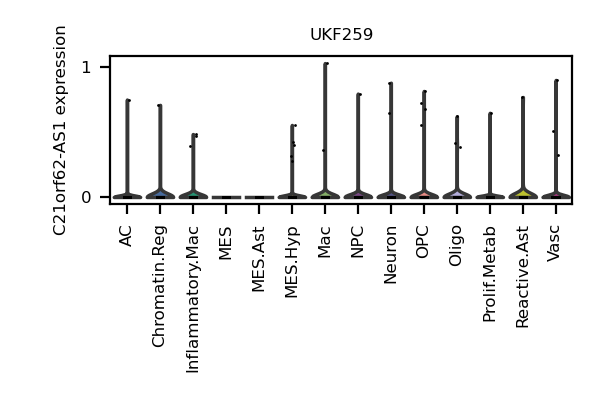 UKF259
C21orf62-AS1 expression
1
0
AC
Chromatin.Reg
Inflammatory.Mac
MES
MES.Ast
MES.Hyp
Mac
NPC
Neuron
OPC
Oligo
Prolif.Metab
Reactive.Ast
Vasc